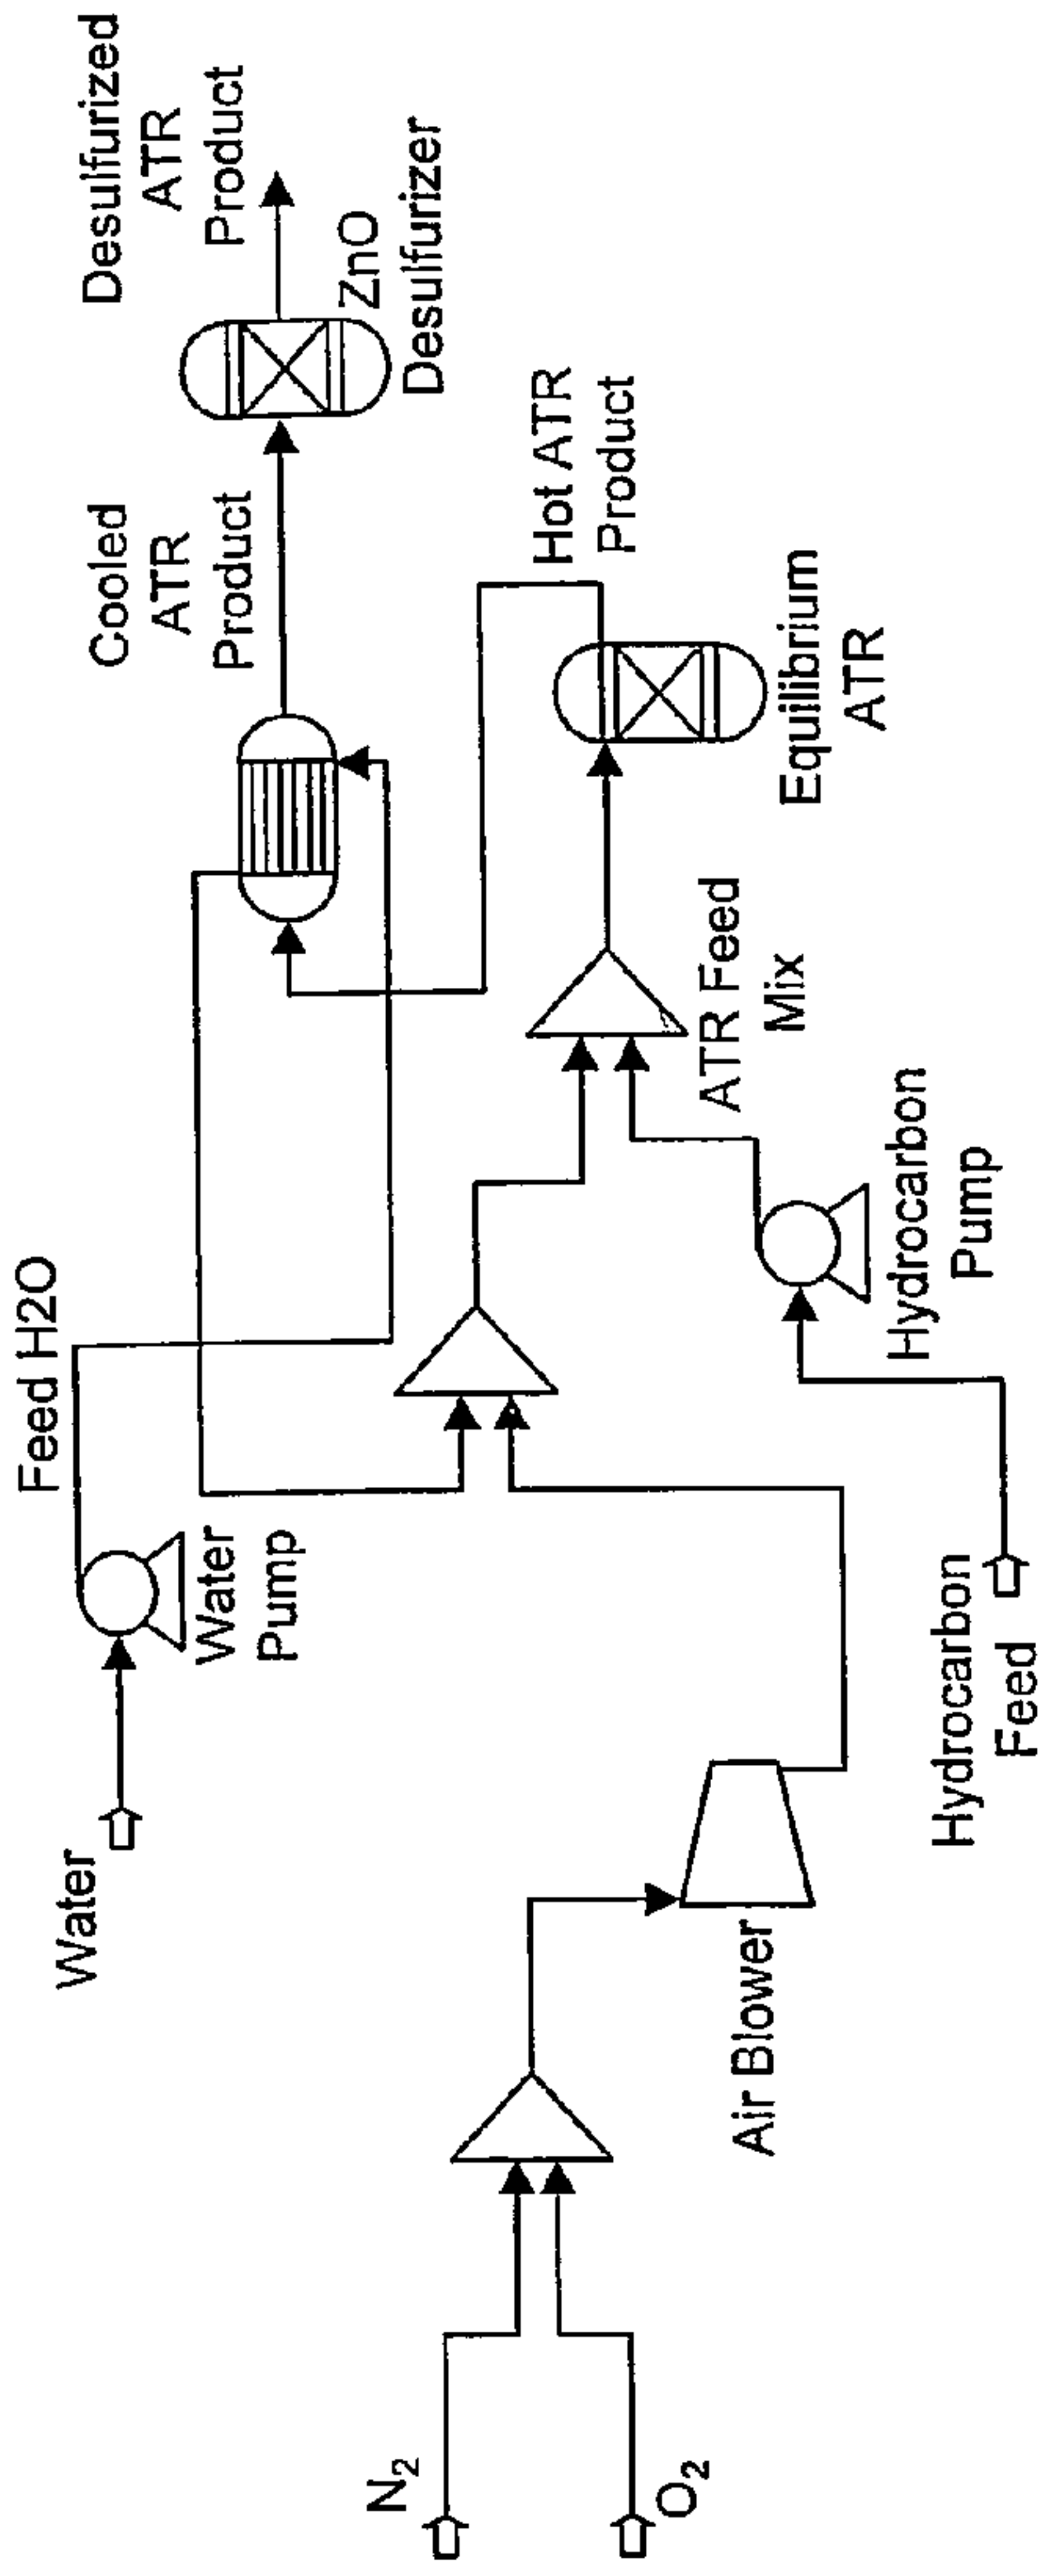 N2
O2
Air Blower
Water
Water
Pump
Feed H2O
Hydrocarbon
Feed
Hydrocarbon
Pump
ATR Feed
Mix
Equilibrium
ATR
Hot ATR
Product
Cooled
ATR
Product
ZnO
Desulfurizer
Desulfurized
ATR
Product